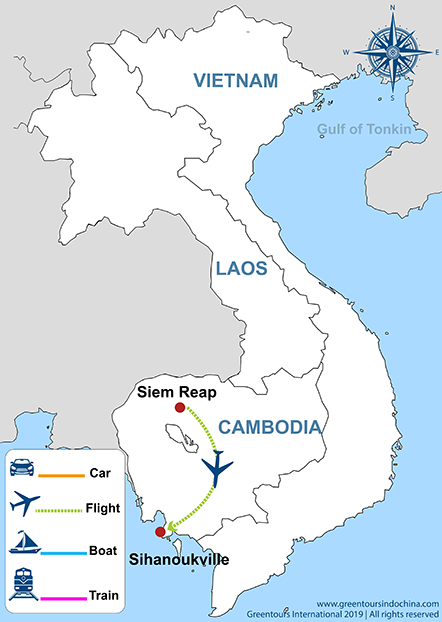 N
W
E
S
VIETNAM
Gulf of Tonkin
LAOS
Siem Reap
CAMBODIA
Car
Flight
Boat
Train
Sihanoukville
www.greentoursindochina.com
Greentours International 2019 | All rights reserved